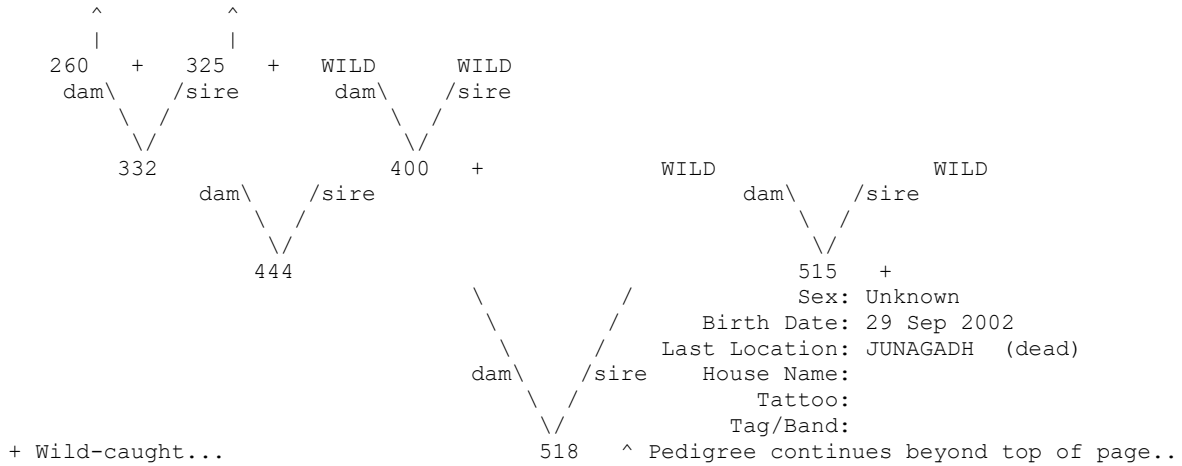 ^ ^
| |
260 + 325 + WILD WILD
dam\ /sire dam\ /sire
\ / \ /
\/ \/
332 400 + WILD WILD
dam\ /sire dam\ /sire
\ / \ /
\/ \/
444 515 +
\ / Sex: Unknown
\ / Birth Date: 29 Sep 2002
\ / Last Location: JUNAGADH (dead)
dam\ /sire House Name:
\ / Tattoo:
\/ Tag/Band:
+ Wild-caught... 518 ^ Pedigree continues beyond top of page..